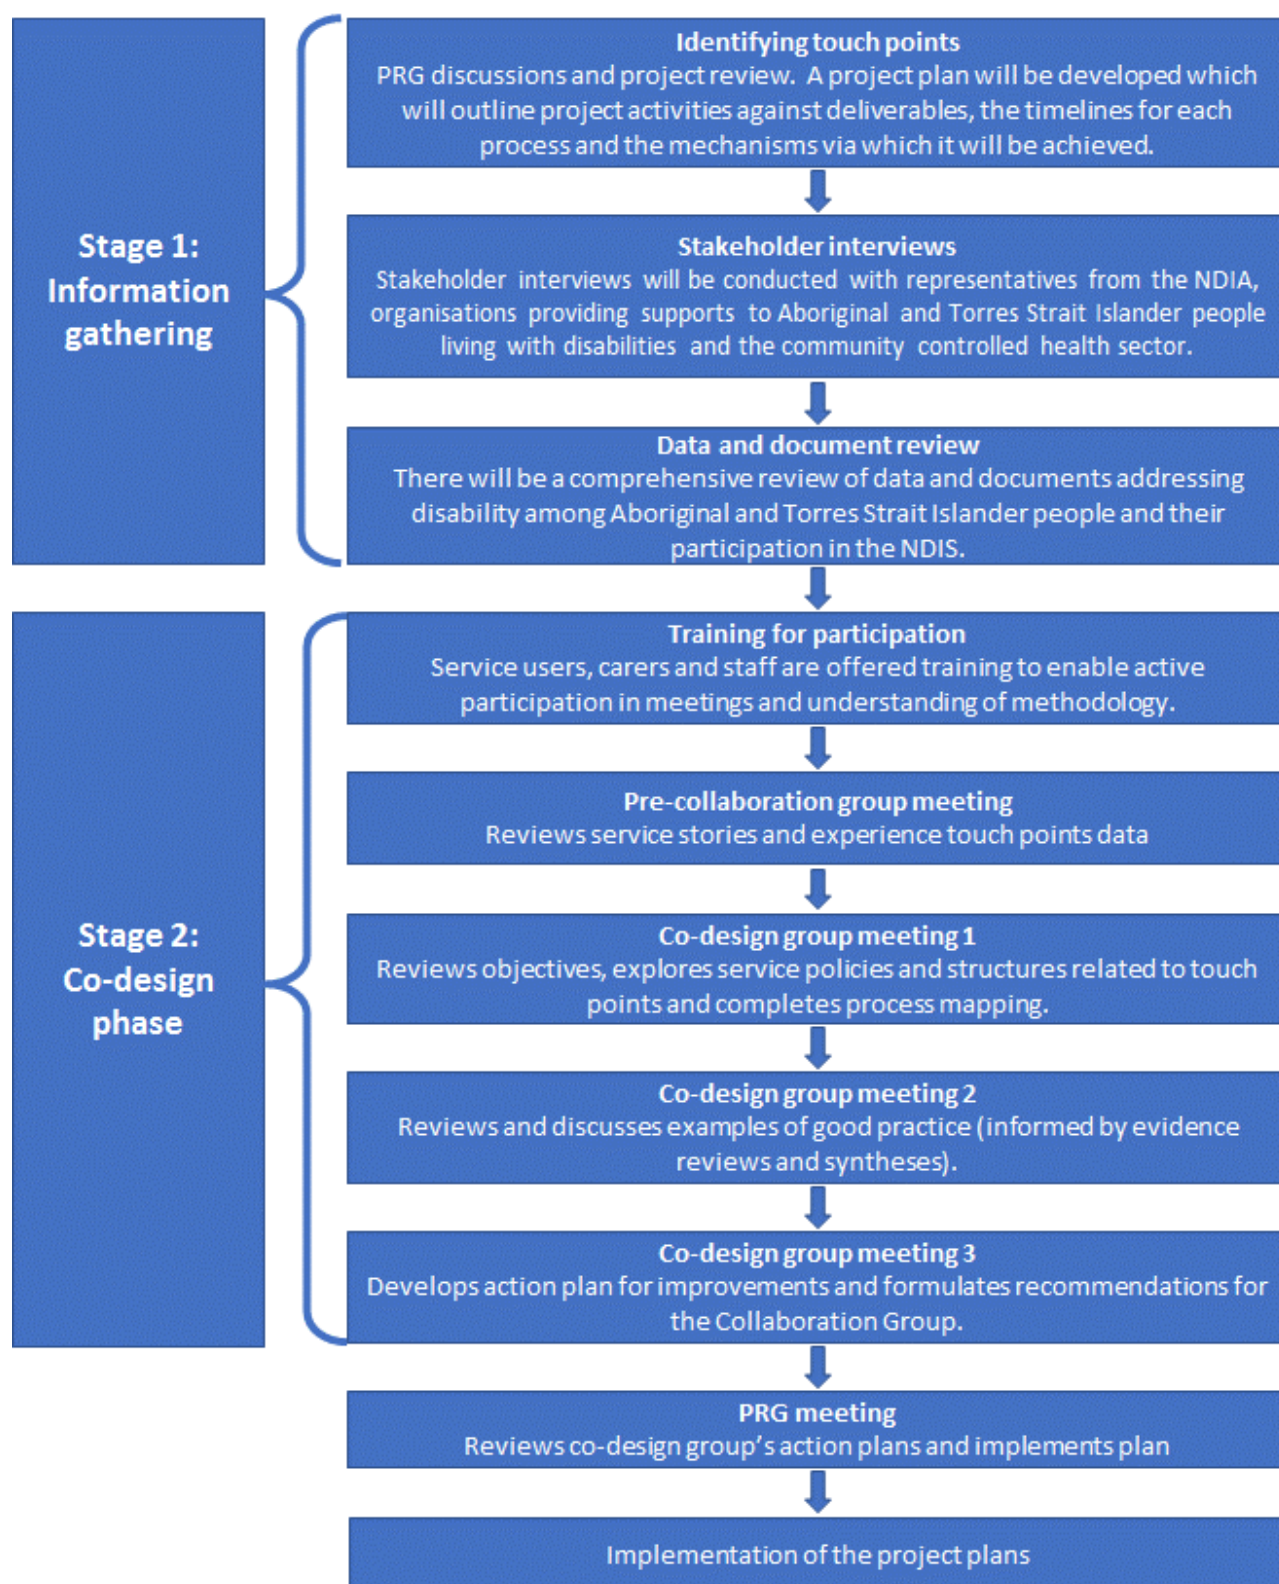 Stage 1:
Information
gathering
Identifying touch points
PRG discussions and project review. A project plan will be developed which
will outline project activities against deliverables, the timelines for each
process and the mechanisms via which it will be achieved.
Stakeholder interviews
Stakeholder interviews will be conducted with representatives from the NDIA,
organisations providing supports to Aboriginal and Torres Strait Islander people
living with disabilities and the community controlled health sector.
Data and document review
There will be a comprehensive review of data and documents addressing
disability among Aboriginal and Torres Strait Islander people and their
participation in the NDIS.
Stage 2:
Co-design
phase
Training for participation
Service users, carers and staff are offered training to enable active
participation in meetings and understanding of methodology.
Pre-collaboration group meeting
Reviews service stories and experience touch points data
Co-design group meeting 1
Reviews objectives, explores service policies and structures related to touch
points and completes process mapping.
Co-design group meeting 2
Reviews and discusses examples of good practice (informed by evidence
reviews and syntheses).
Co-design group meeting 3
Develops action plan for improvements and formulates recommendations for
the Collaboration Group.
PRG meeting
Reviews co-design group's action plans and implements plan
Implementation of the project plans